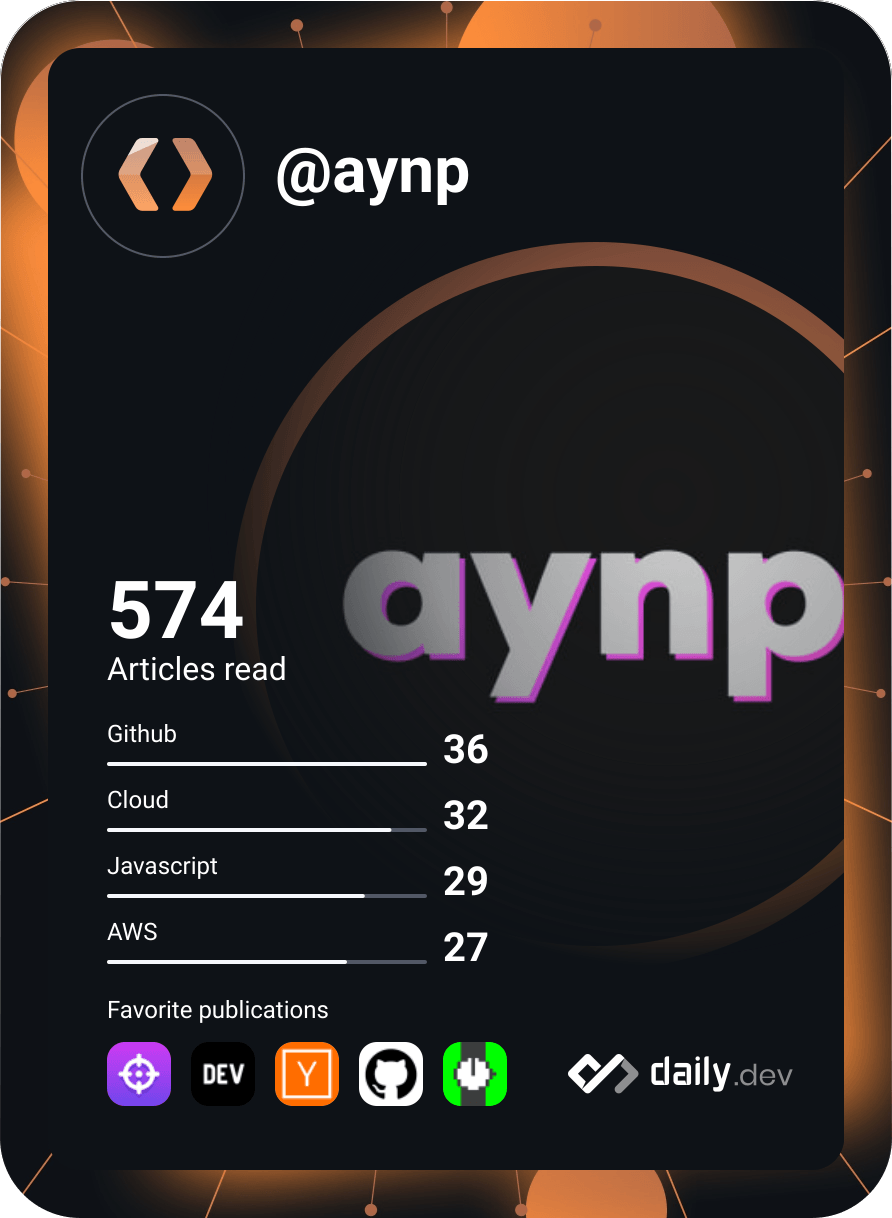 @aynp
aynp
574
Articles read
Github
36
Cloud
32
Javascript
29
AWS
27
Favorite publications
DEV
Y
daily.dev